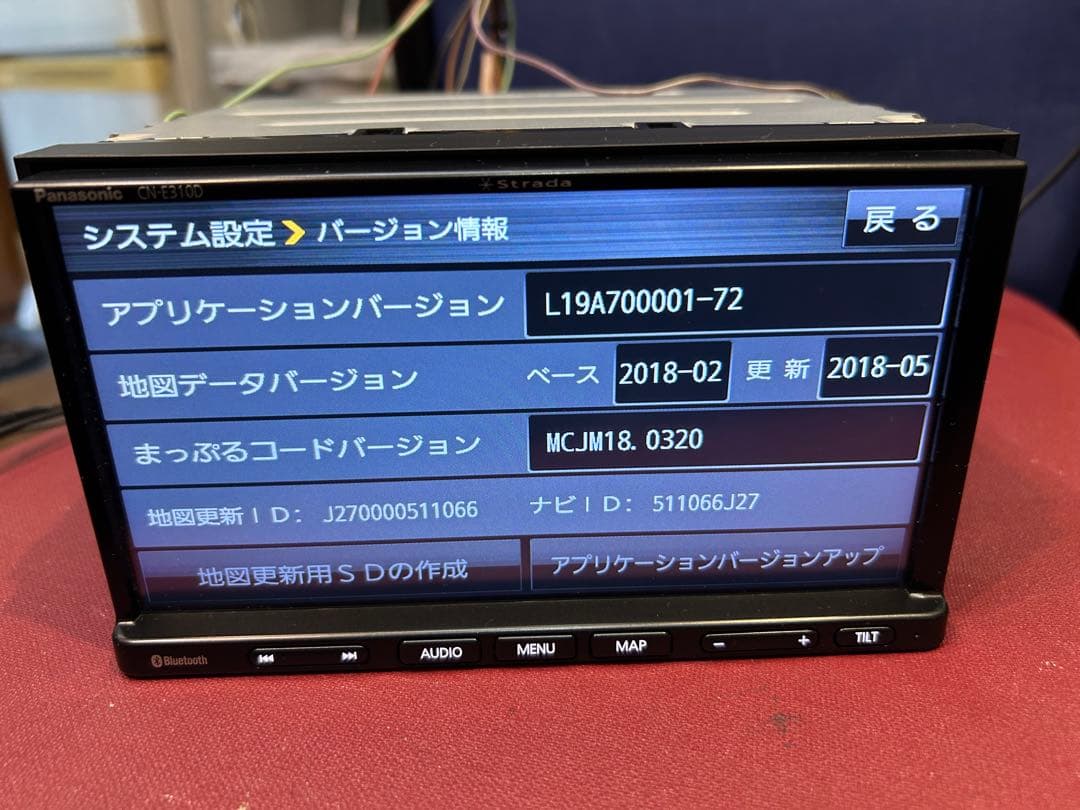 Panasonic CN-E310D Strada
システム設定 バージョン情報 戻る
アプリケーションバージョン L19A700001-72
地図データバージョン ベース 2018-02 更新 2018-05
まっぷるコードバージョン MCJM18.0320
地図更新ID: J270000511066 ナビID: 511066J27
地図更新用SDの作成 アプリケーションバージョンアップ
Bluetooth AUDIO MENU MAP - + TILT